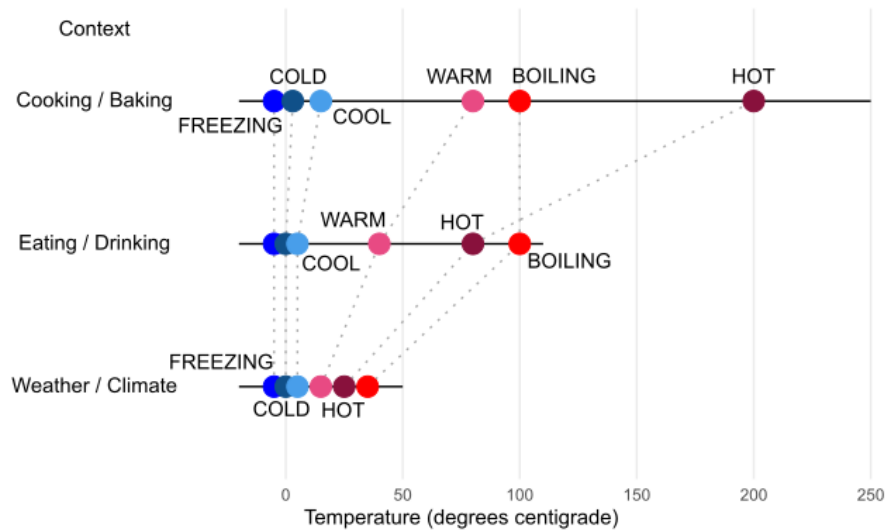 Context
COLD WARM BOILING HOT
Cooking / Baking
FREEZING COOL
WARM HOT
Eating / Drinking
COOL BOILING
FREEZING
Weather / Climate
COLD HOT
0 50 100 150 200 250
Temperature (degrees centigrade)